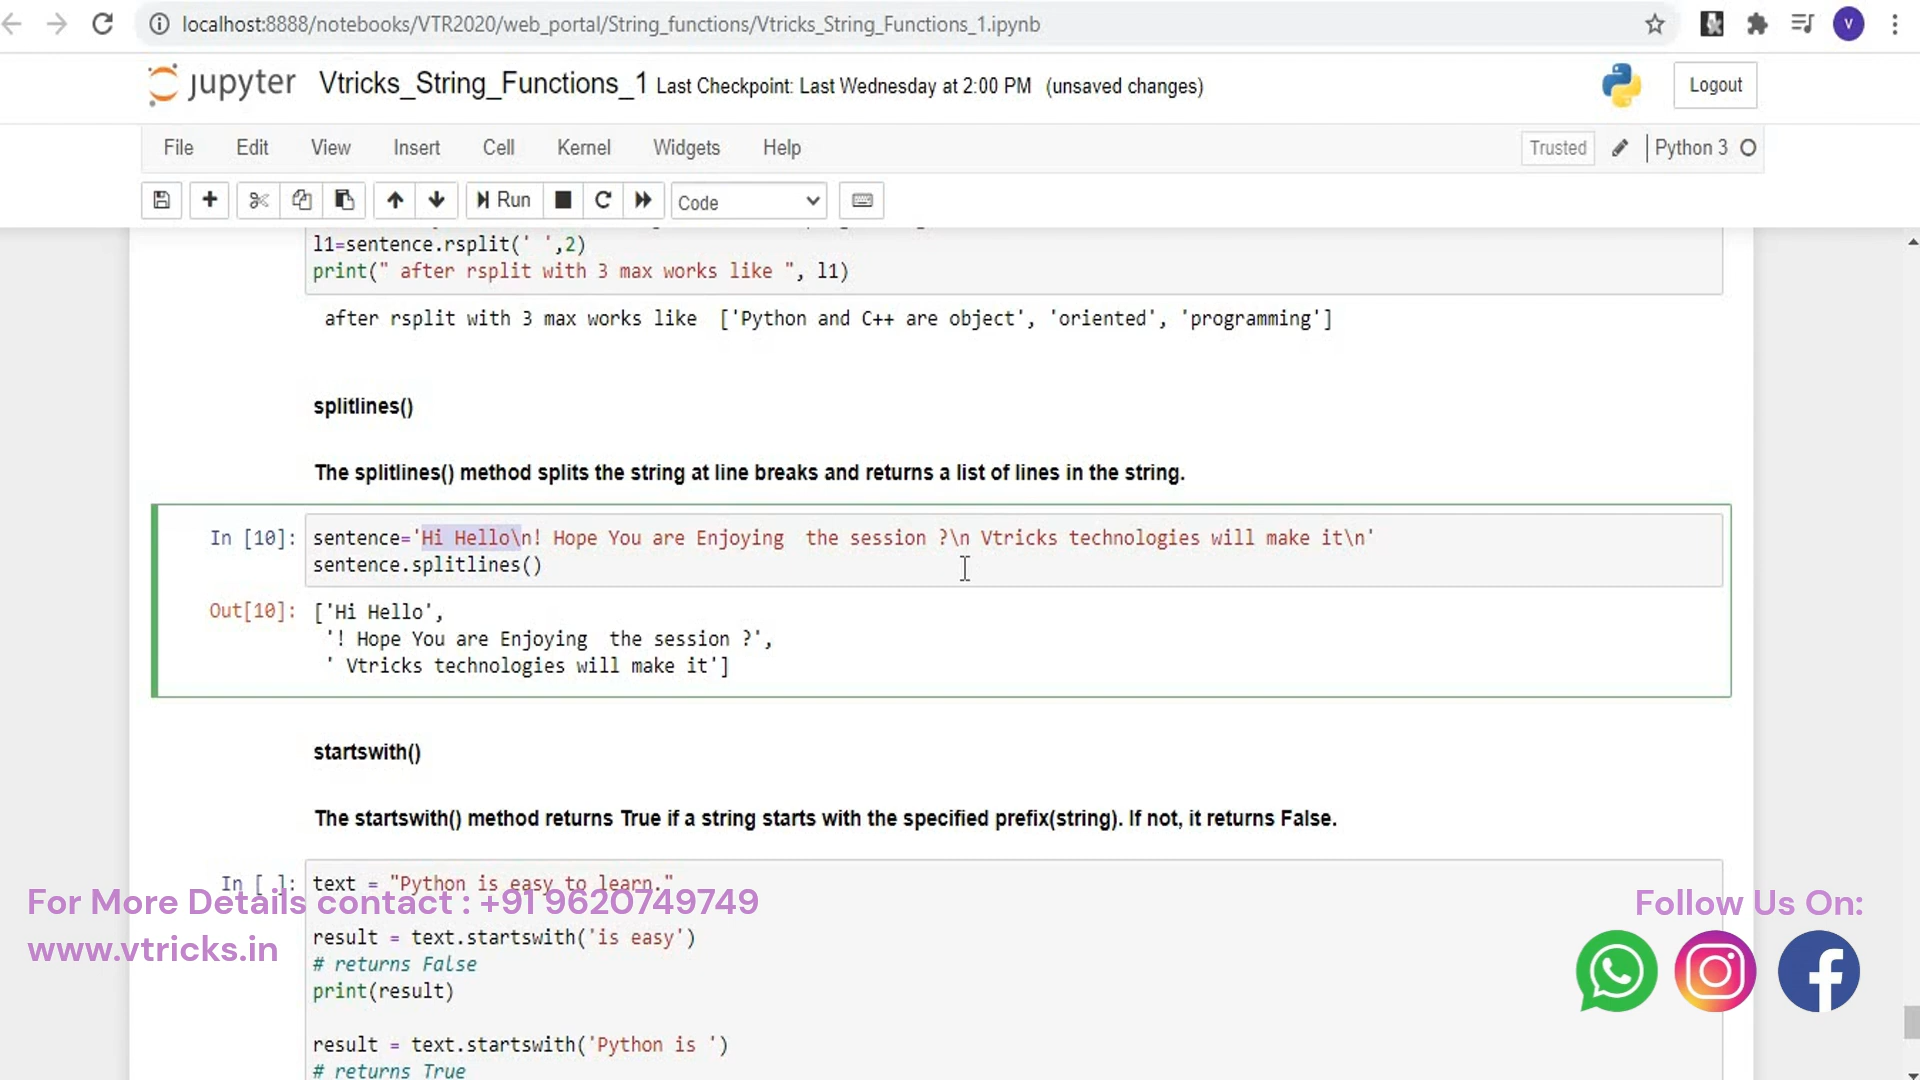 localhost:8888/notebooks/VTR2020/web_portal/String_functions/Vtricks_String_Functions_1.ipynb
V
jupyter Vtricks_String_Functions_1 Last Checkpoint: Last Wednesday at 2:00 PM (unsaved changes)
Logout
File Edit View Insert Cell Kernel Widgets Help
Trusted Python 3
Run Code
l1=sentence.rsplit(' ',2)
print(" after rsplit with 3 max works like ", l1)
after rsplit with 3 max works like  ['Python and C++ are object', 'oriented', 'programming']
splitlines()
The splitlines() method splits the string at line breaks and returns a list of lines in the string.
In [10]: sentence='Hi Hello\n! Hope You are Enjoying  the session ?\n Vtricks technologies will make it\n'
sentence.splitlines()
Out[10]: ['Hi Hello',
'! Hope You are Enjoying  the session ?',
' Vtricks technologies will make it']
startswith()
The startswith() method returns True if a string starts with the specified prefix(string). If not, it returns False.
In [ ]: text = "Python is easy to learn."
For More Details contact : +91 9620749749
Follow Us On:
result = text.startswith('is easy')
www.vtricks.in
# returns False
print(result)
result = text.startswith('Python is ')
# returns True